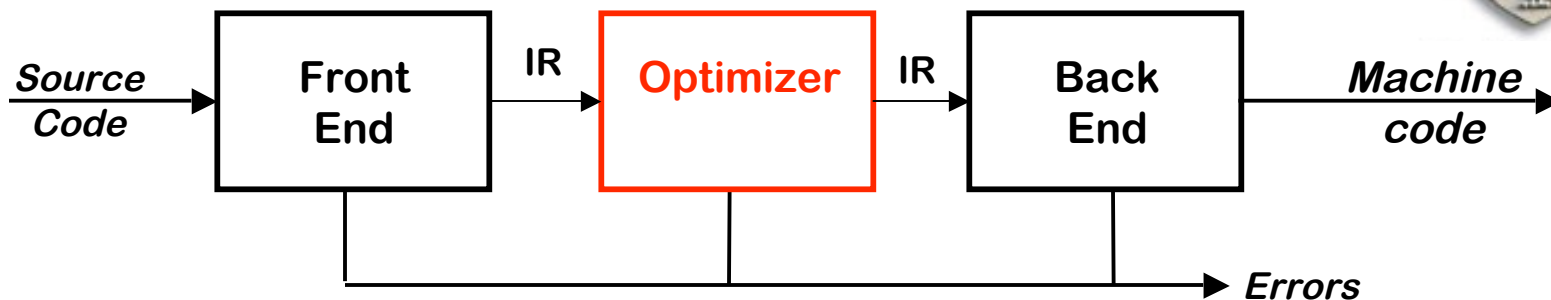 Source
Code
Front
End
IR
Optimizer
IR
Back
End
Machine
code
Errors